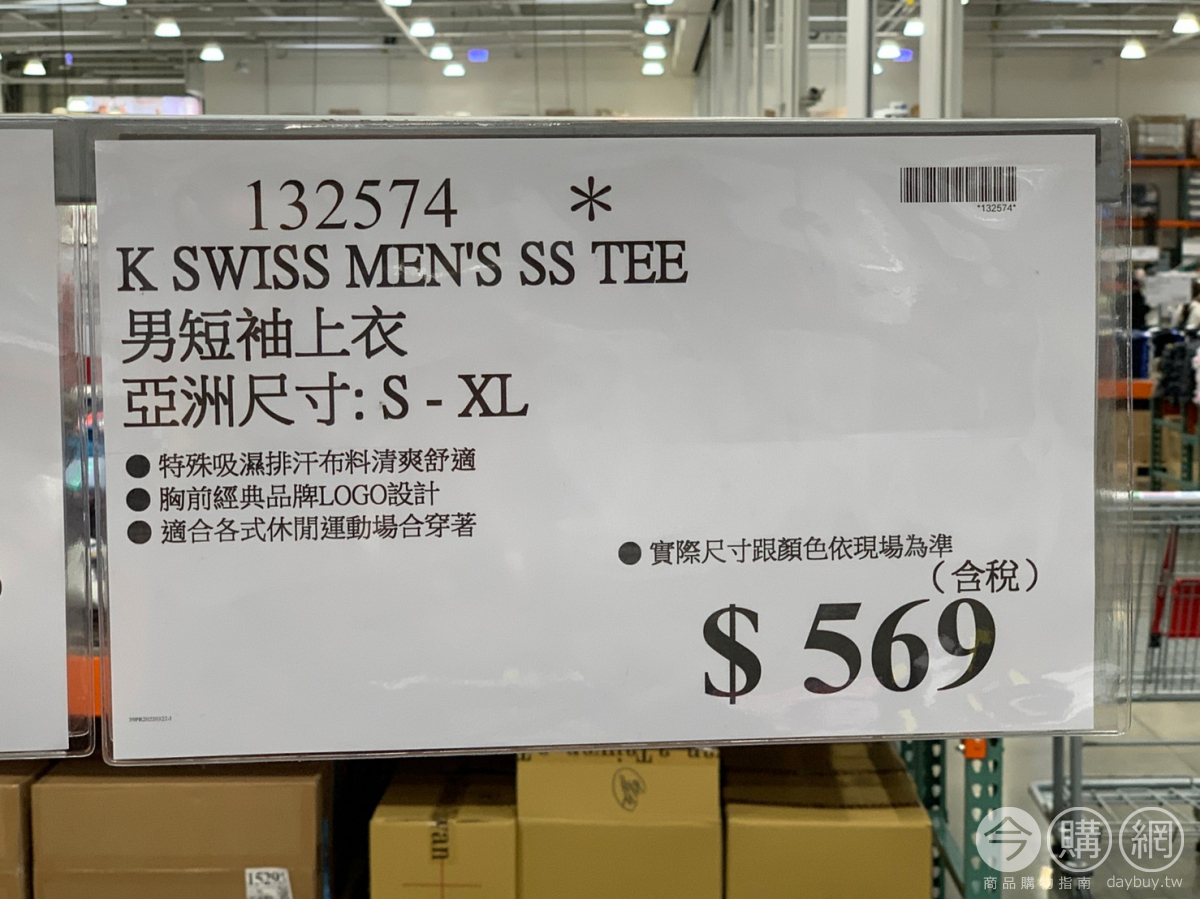 132574 *
*132574*
K SWISS MEN'S SS TEE
男短袖上衣
亞洲尺寸: S - XL
● 特殊吸濕排汗布料清爽舒適
● 胸前經典品牌LOGO設計
● 適合各式休閒運動場合穿著
● 實際尺寸跟顏色依現場為準
（含稅）
$ 569
an a Taiwan
wan
1529
今購網
商品購物指南 daybuy.tw